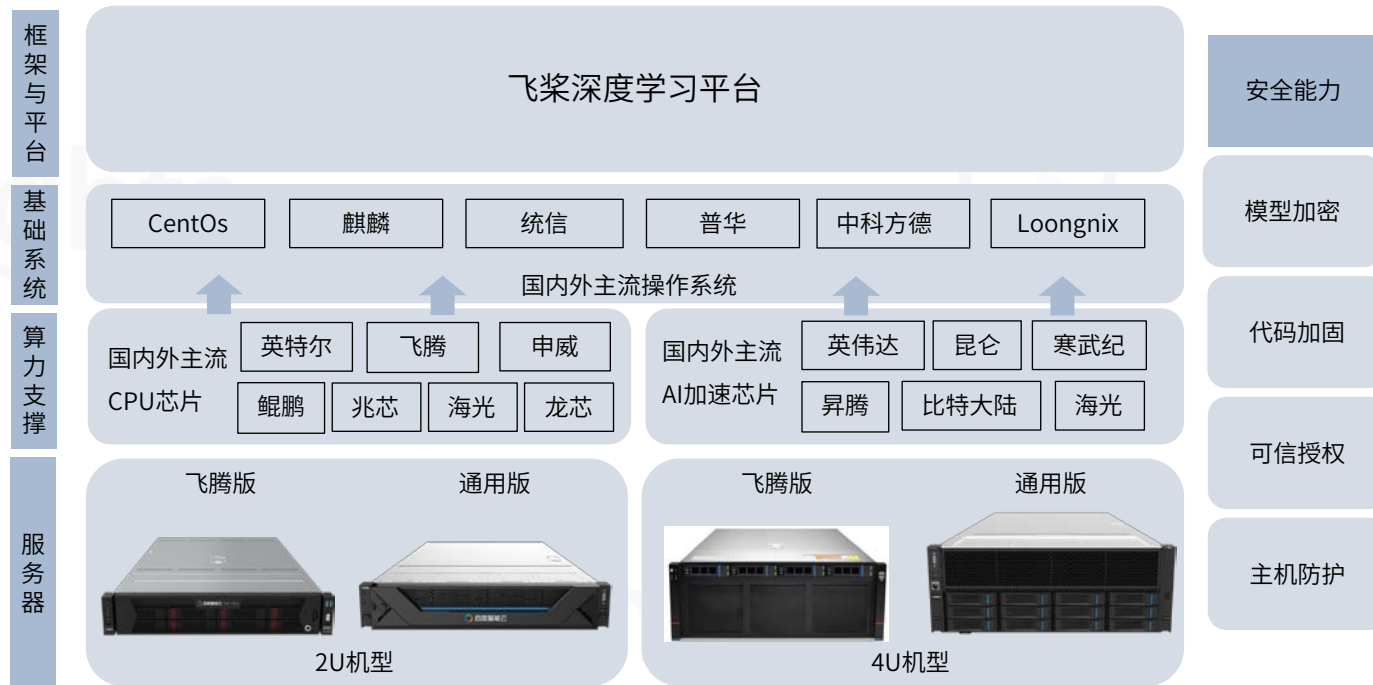 框架与平台
飞桨深度学习平台
安全能力
基础系统
CentOs
麒麟
统信
普华
中科方德
Loongnix
国内外主流操作系统
模型加密
算力支撑
国内外主流
CPU芯片
英特尔
飞腾
申威
鲲鹏
兆芯
海光
龙芯
国内外主流
AI加速芯片
英伟达
昆仑
寒武纪
昇腾
比特大陆
海光
代码加固
可信授权
服务器
飞腾版
通用版
百度智能云
2U机型
飞腾版
通用版
4U机型
主机防护